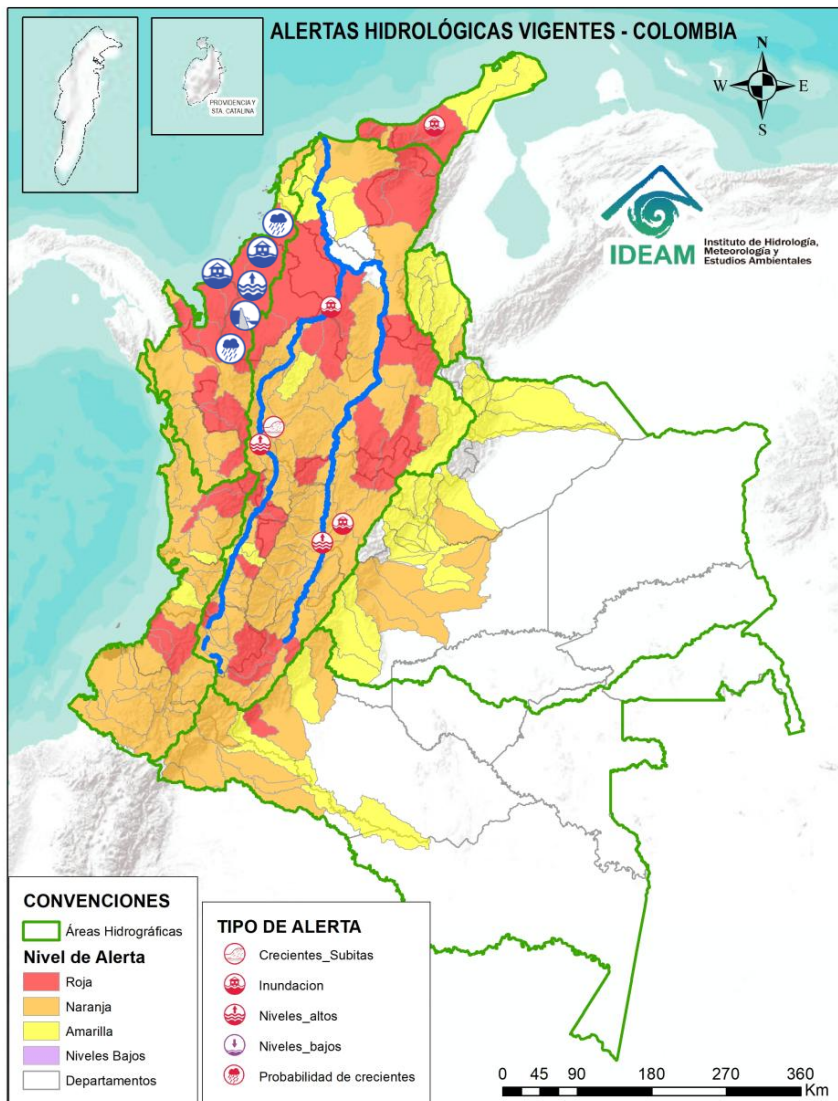 ALERTAS HIDROLÓGICAS VIGENTES - COLOMBIA
PROVIDENCIA Y
STA. CATALINA
N
W
E
S
IDEAM
Instituto de Hidrología,
Meteorología y
Estudios Ambientales
CONVENCIONES
Áreas Hidrográficas
Nivel de Alerta
Roja
Naranja
Amarilla
Niveles Bajos
Departamentos
TIPO DE ALERTA
Crecientes_Subitas
Inundacion
Niveles_altos
Niveles_bajos
Probabilidad de crecientes
0 45 90 180 270 360
Km